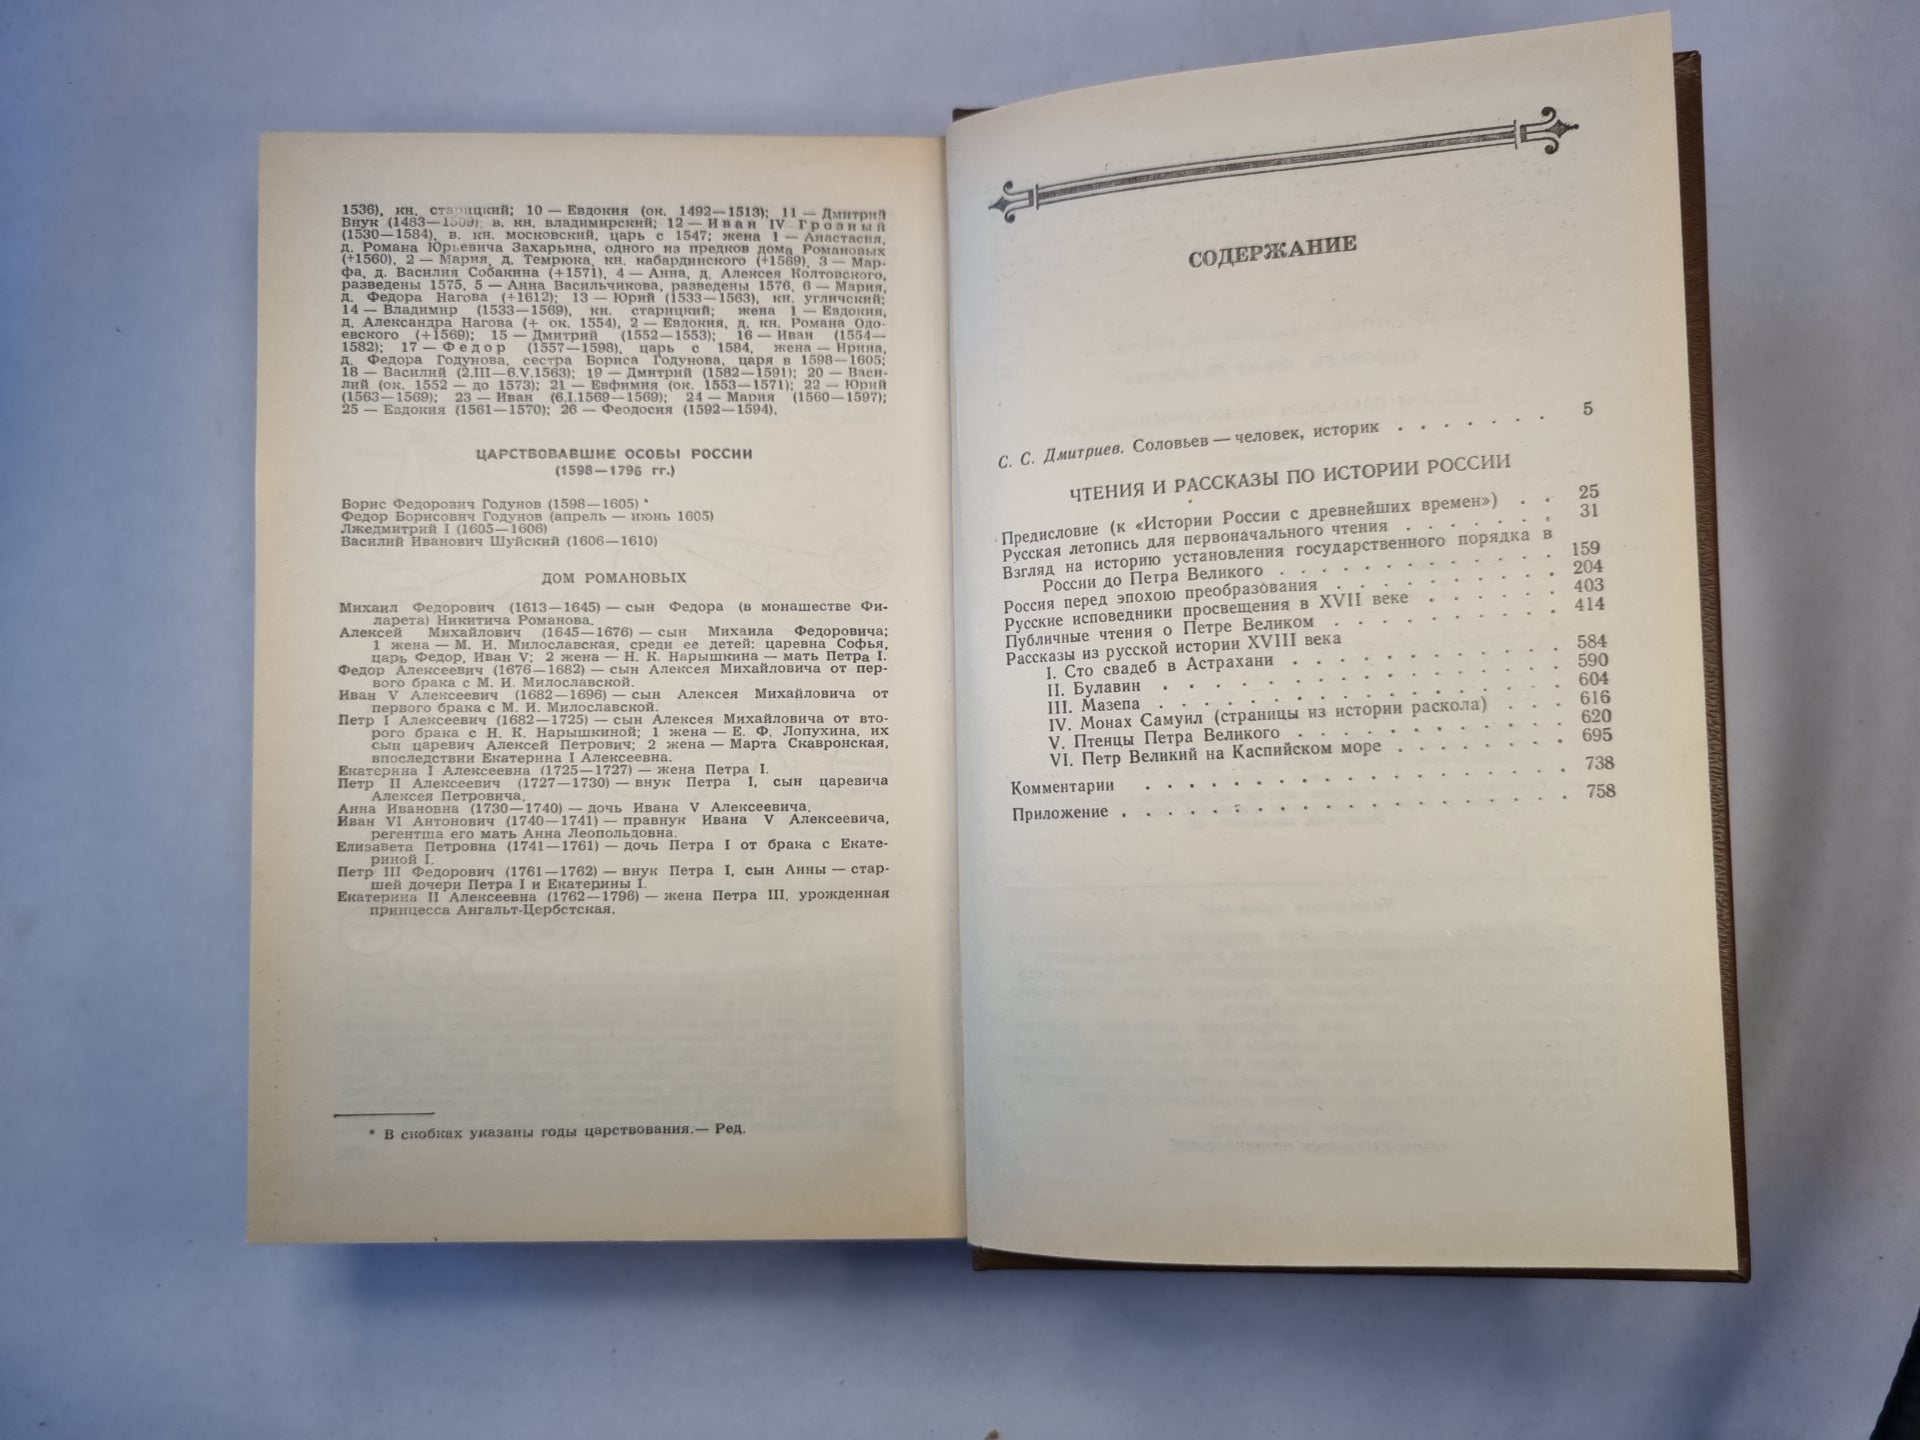 1536), кн. старицкий; 10 — Евдокия (ок. 1492—1513); 11 — Дмитрий
Внук (1483—1509), в. кн. владимирский; 12 — Иван IV Грозный
(1530—1584), в. кн. московский, царь с 1547; жена 1 — Анастасия,
д. Романа Юрьевича Захарьина, одного из предков дома Романовых
(+1560), 2 — Мария, д. Темрюка, кн. кабардинского (+1569), 3 — Мар-
фа, д. Василия Собакина (+1571), 4 — Анна, д. Алексея Колтовского,
разведены 1575, 5 — Анна Васильчикова, разведены 1576, 6 — Мария,
д. Федора Нагова (+1612); 13 — Юрий (1533—1563), кн. угличский;
14 — Владимир (1533—1569), кн. старицкий; жена 1 — Евдокия,
д. Александра Нагова (+ ок. 1554), 2 — Евдокия, д. кн. Романа Одо-
евского (+1569); 15 — Дмитрий (1552—1553); 16 — Иван (1554—
1582); 17 — Федор (1557—1598), царь с 1584, жена — Ирина,
д. Федора Годунова, сестра Бориса Годунова, царя в 1598—1605;
18 — Василий (2.III—6.V.1563); 19 — Дмитрий (1582—1591); 20 — Васи-
лий (ок. 1552 — до 1573); 21 — Евфимия (ок. 1553—1571); 22 — Юрий
(1563—1569); 23 — Иван (6.I.1569—1569); 24 — Мария (1560—1597);
25 — Евдокия (1561—1570); 26 — Феодосия (1592—1594).
ЦАРСТВОВАВШИЕ ОСОБЫ РОССИИ
(1598—1796 гг.)
Борис Федорович Годунов (1598—1605) *
Федор Борисович Годунов (апрель — июнь 1605)
Лжедмитрий I (1605—1606)
Василий Иванович Шуйский (1606—1610)
ДОМ РОМАНОВЫХ
Михаил Федорович (1613—1645) — сын Федора (в монашестве Фи-
ларета) Никитича Романова.
Алексей Михайлович (1645—1676) — сын Михаила Федоровича;
1 жена — М. И. Милославская, среди ее детей: царевна Софья,
царь Федор, Иван V; 2 жена — Н. К. Нарышкина — мать Петра I.
Федор Алексеевич (1676—1682) — сын Алексея Михайловича от пер-
вого брака с М. И. Милославской.
Иван V Алексеевич (1682—1696) — сын Алексея Михайловича от
первого брака с М. И. Милославской.
Петр I Алексеевич (1682—1725) — сын Алексея Михайловича от вто-
рого брака с Н. К. Нарышкиной; 1 жена — Е. Ф. Лопухина, их
сын царевич Алексей Петрович; 2 жена — Марта Скавронская,
впоследствии Екатерина I Алексеевна.
Екатерина I Алексеевна (1725—1727) — жена Петра I.
Петр II Алексеевич (1727—1730) — внук Петра I, сын царевича
Алексея Петровича.
Анна Ивановна (1730—1740) — дочь Ивана V Алексеевича.
Иван VI Антонович (1740—1741) — правнук Ивана V Алексеевича,
регентша его мать Анна Леопольдовна.
Елизавета Петровна (1741—1761) — дочь Петра I от брака с Екате-
риной I.
Петр III Федорович (1761—1762) — внук Петра I, сын Анны — стар-
шей дочери Петра I и Екатерины I.
Екатерина II Алексеевна (1762—1796) — жена Петра III, урожденная
принцесса Ангальт-Цербстская.
* В скобках указаны годы царствования.— Ред.
СОДЕРЖАНИЕ
С. С. Дмитриев. Соловьев — человек, историк . . . . . . . 5
ЧТЕНИЯ И РАССКАЗЫ ПО ИСТОРИИ РОССИИ
Предисловие (к «Истории России с древнейших времен») . . 25
Русская летопись для первоначального чтения . . . . . . . 31
Взгляд на историю установления государственного порядка в
России до Петра Великого . . . . . . . . . . . . 159
Россия перед эпохою преобразования . . . . . . . . . . 204
Русские исповедники просвещения в XVII веке . . . . . . 403
Публичные чтения о Петре Великом . . . . . . . . . . 414
Рассказы из русской истории XVIII века
I. Сто свадеб в Астрахани . . . . . . . . . . . 584
II. Булавин . . . . . . . . . . . . . . . . 590
III. Мазепа . . . . . . . . . . . . . . . . 604
IV. Монах Самуил (страницы из истории раскола) . . . 616
V. Птенцы Петра Великого . . . . . . . . . . . 620
VI. Петр Великий на Каспийском море . . . . . . . 695
Комментарии . . . . . . . . . . . . . . . . 738
Приложение . . . . . . . . . . . . . . . . . 758